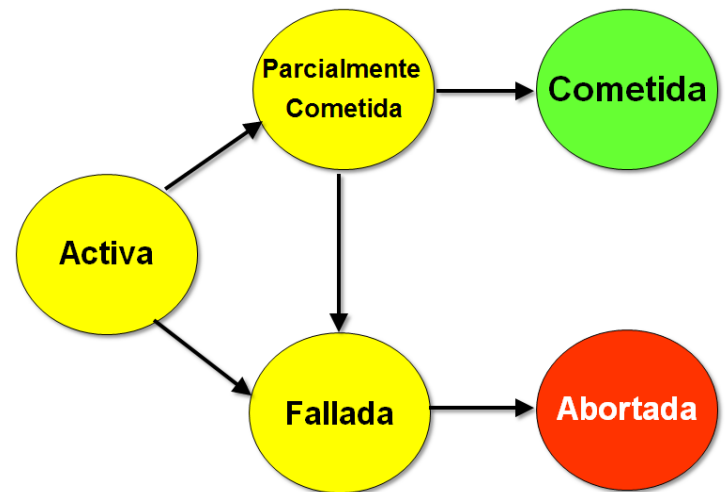 Parcialmente
Cometida
Cometida
Activa
Fallada
Abortada